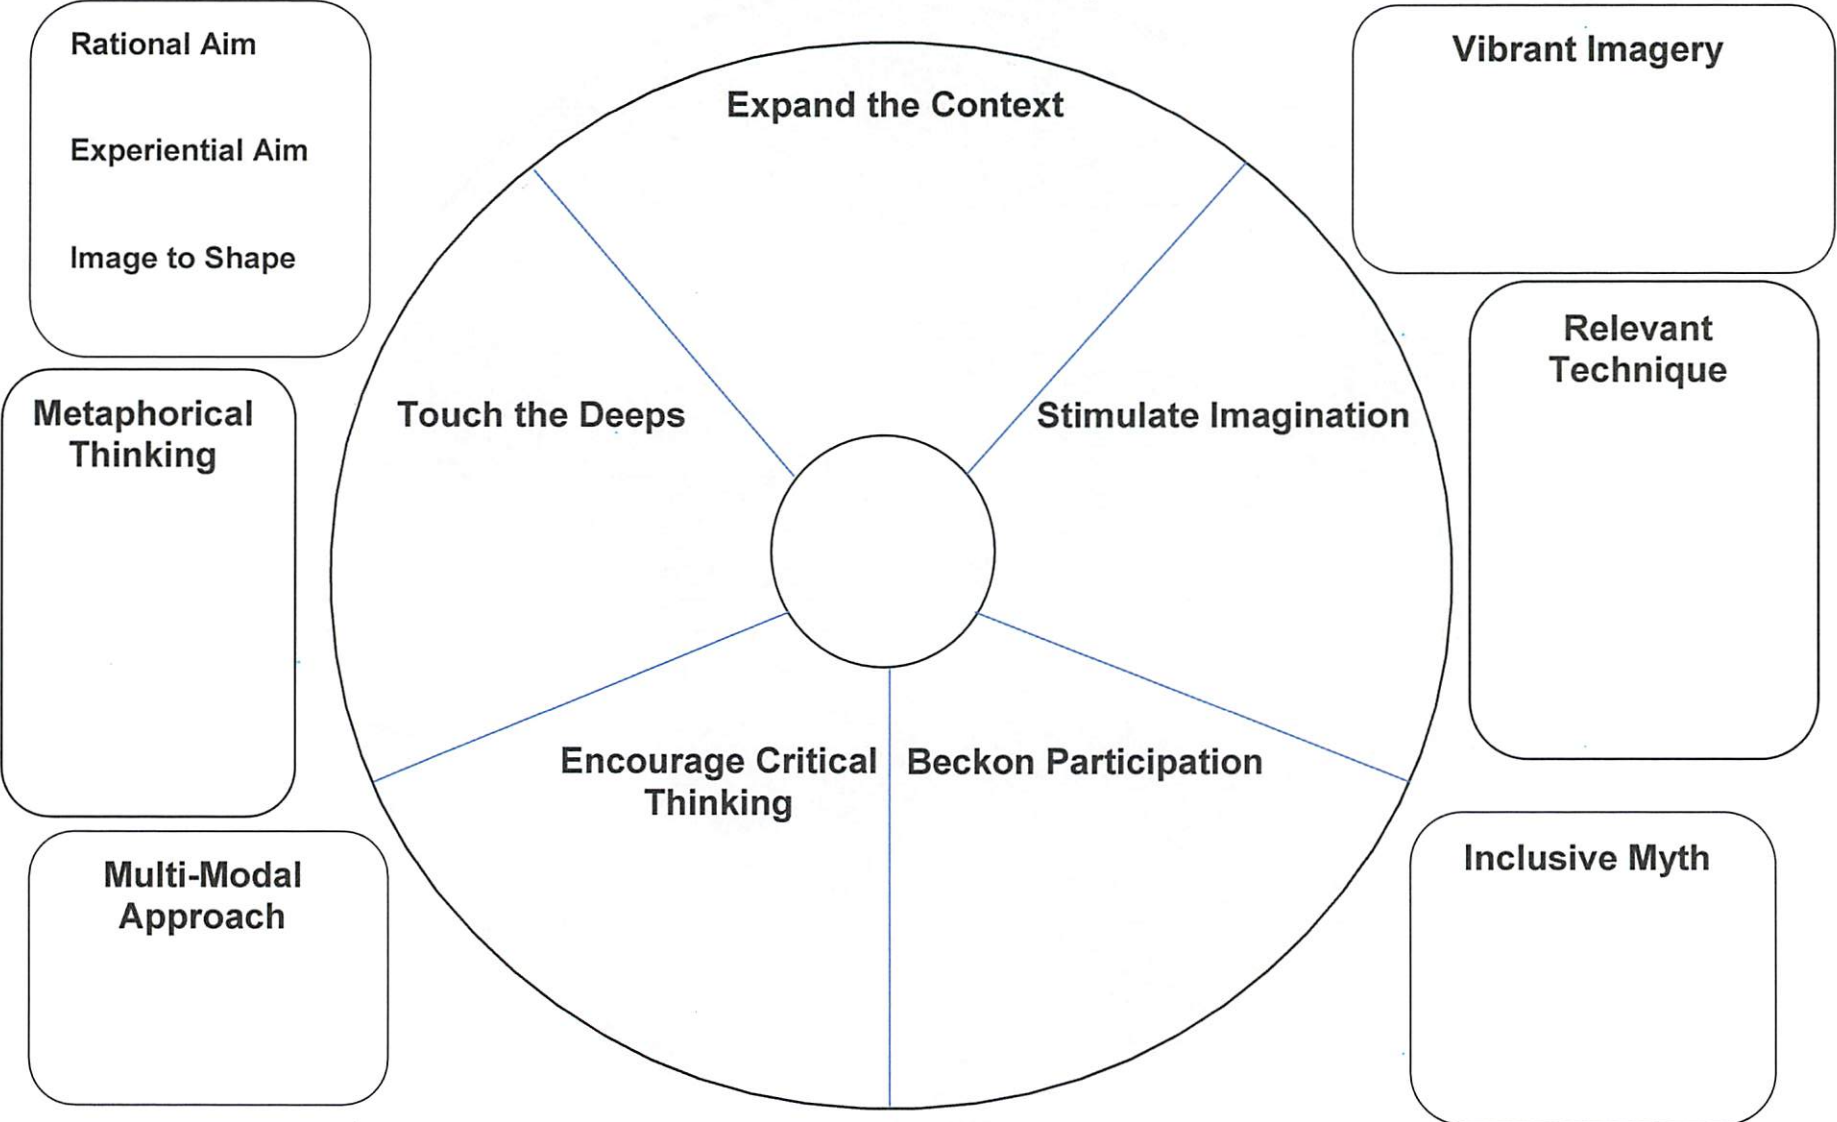 Rational Aim
Experiential Aim
Image to Shape
Vibrant Imagery
Expand the Context
Relevant
Technique
Metaphorical
Thinking
Touch the Deeps
Stimulate Imagination
Encourage Critical
Thinking
Beckon Participation
Multi-Modal
Approach
Inclusive Myth